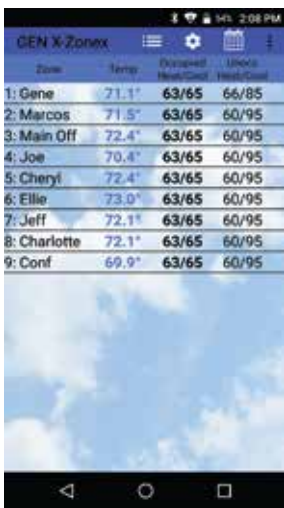 54% 2:08 PM
GEN X-Zonex
Zone Temp Occupied Heat/Cool Unocc Heat/Cool
1: Gene 71.1° 63/65 66/85
2: Marcos 71.5° 63/65 60/95
3: Main Off 72.4° 63/65 60/95
4: Joe 70.4° 63/65 60/95
5: Cheryl 72.4° 63/65 60/95
6: Ellie 73.0° 63/65 60/95
7: Jeff 72.1° 63/65 60/95
8: Charlotte 72.1° 63/65 60/95
9: Conf 69.9° 63/65 60/95